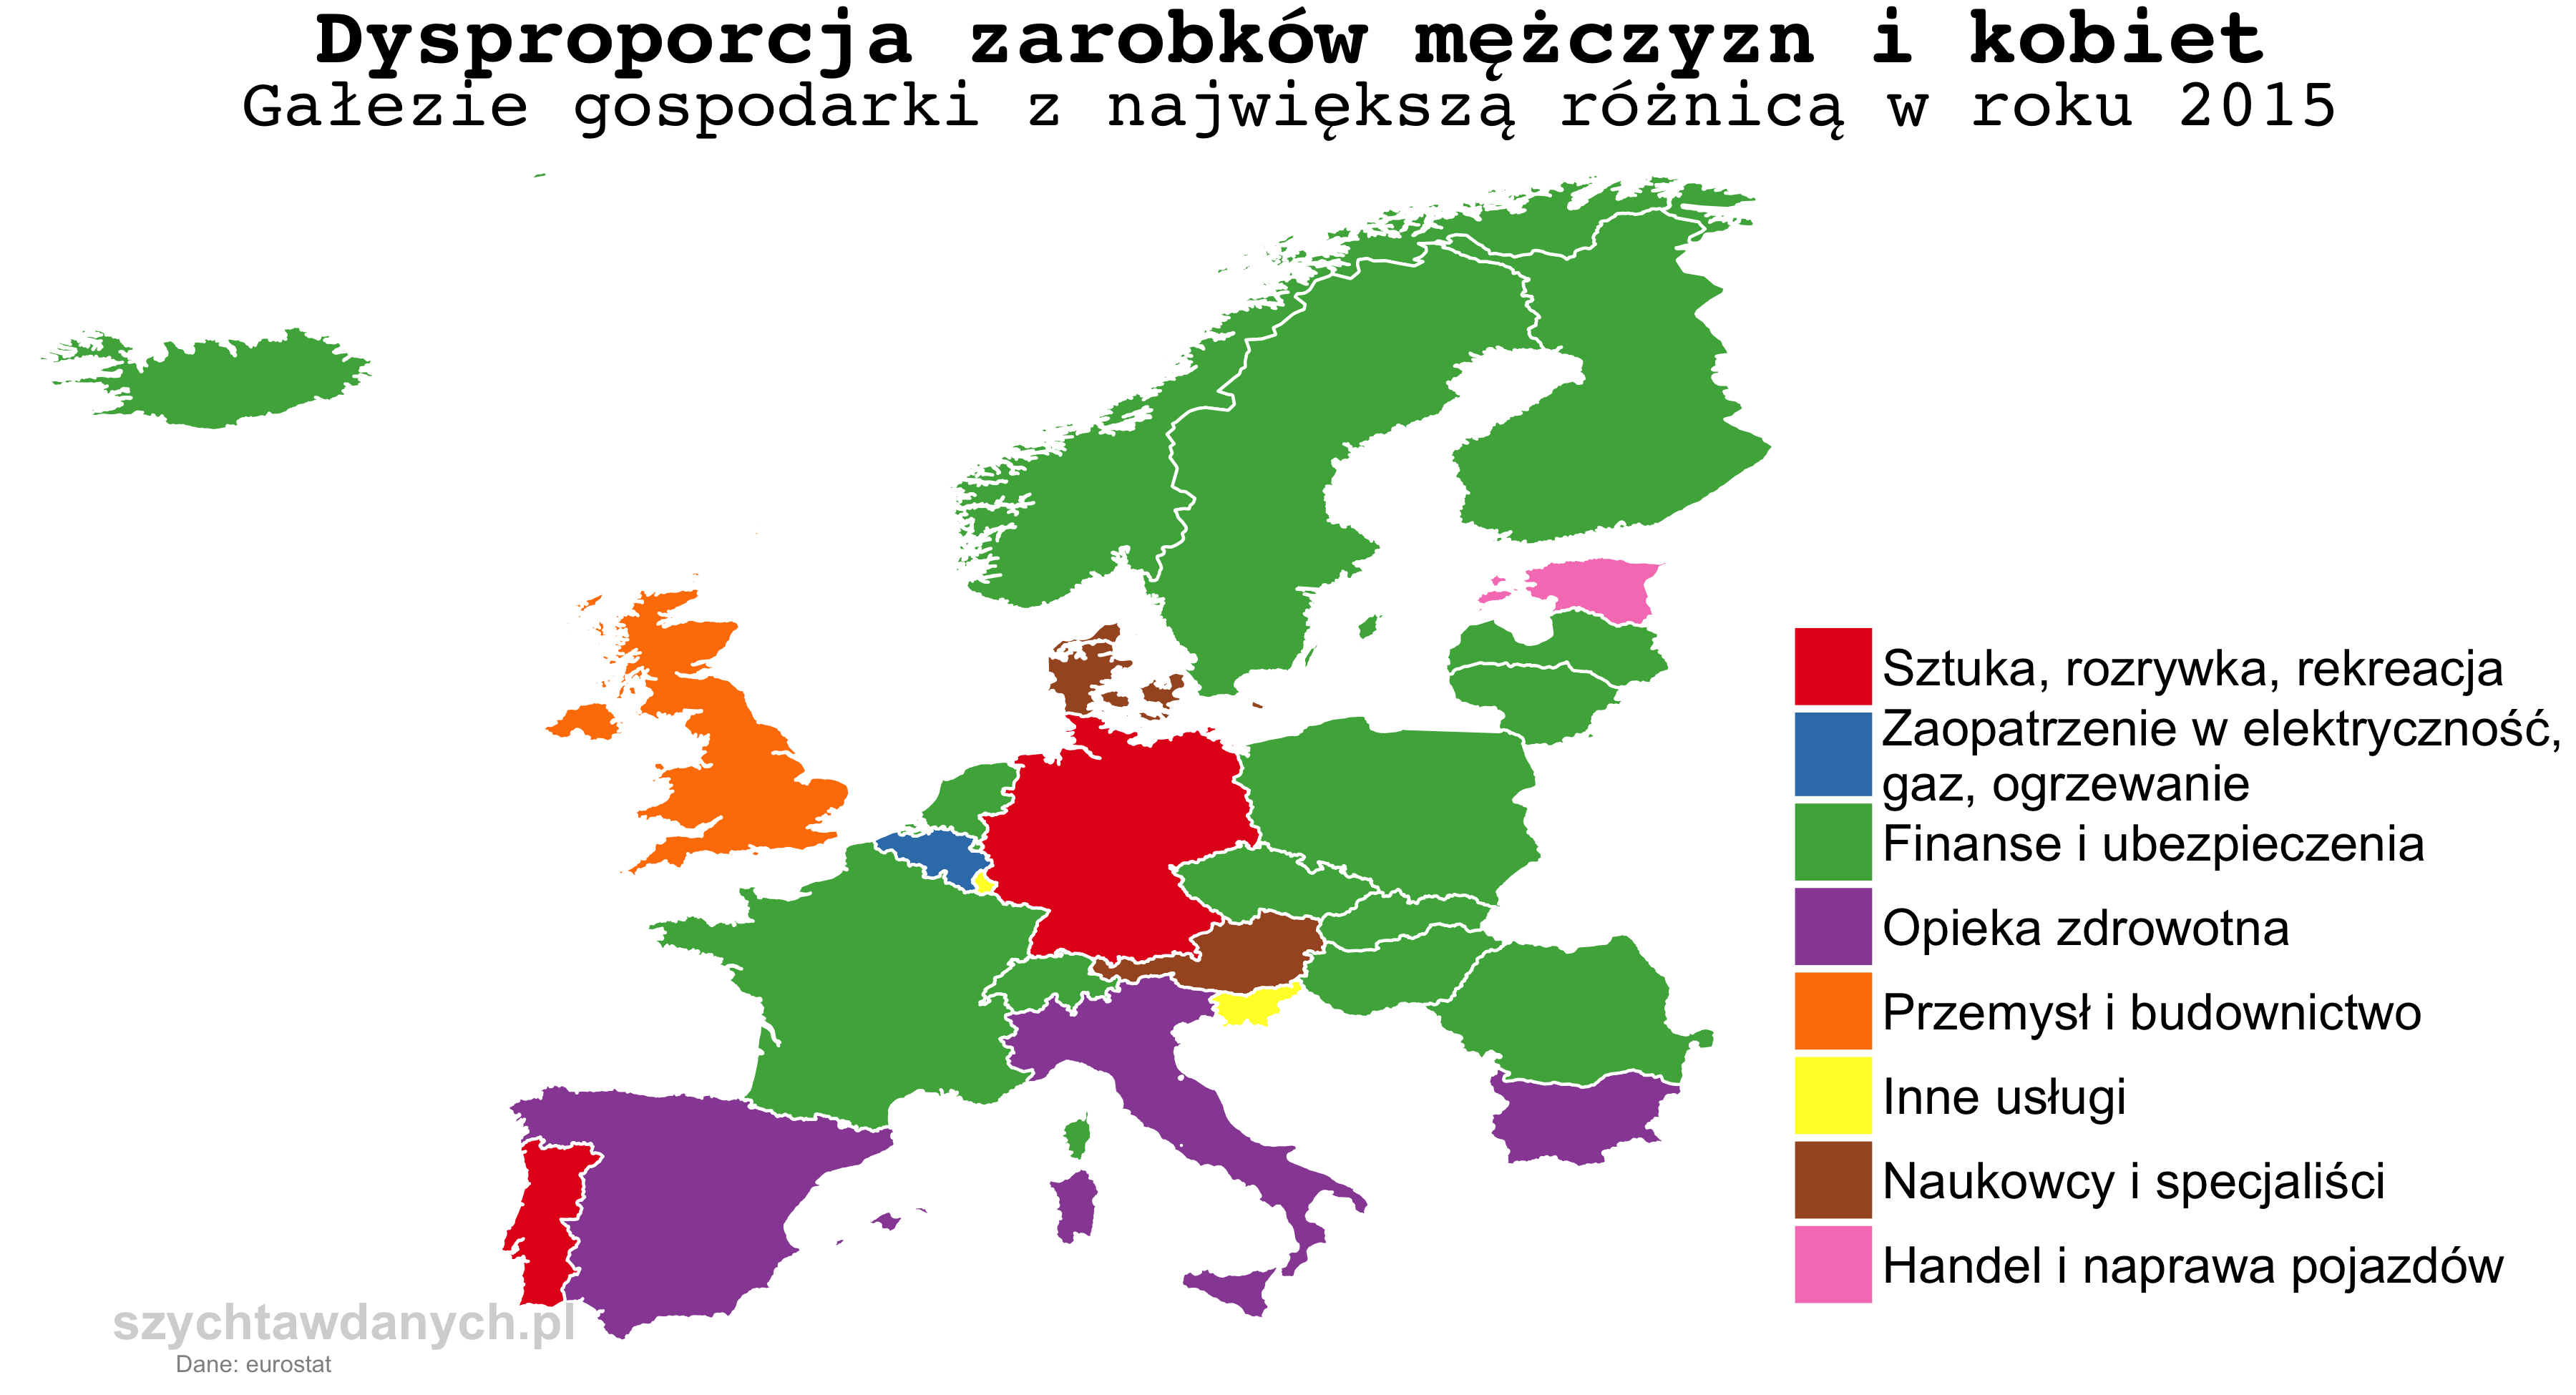 Dysproporcja zarobków mężczyzn i kobiet
Gałezie gospodarki z największą różnicą w roku 2015
Sztuka, rozrywka, rekreacja
Zaopatrzenie w elektryczność,
gaz, ogrzewanie
Finanse i ubezpieczenia
Opieka zdrowotna
Przemysł i budownictwo
Inne usługi
Naukowcy i specjaliści
Handel i naprawa pojazdów
szychtawdanych.pl
Dane: eurostat